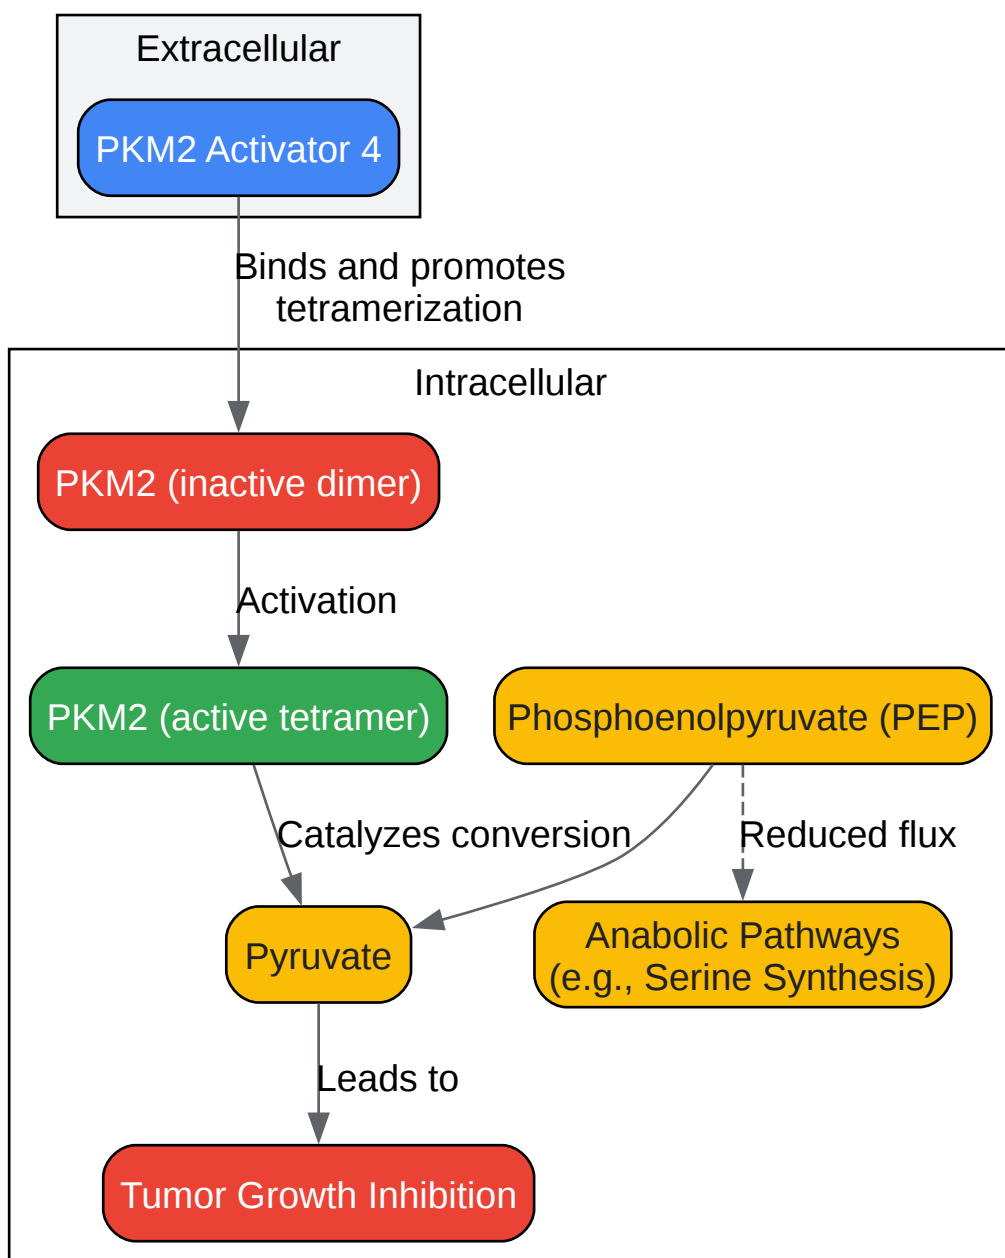 Extracellular
PKM2 Activator 4
Binds and promotes
tetramerization
Intracellular
PKM2 (inactive dimer)
Activation
PKM2 (active tetramer)
Phosphoenolpyruvate (PEP)
Catalyzes conversion
Reduced flux
Pyruvate
Anabolic Pathways
(e.g., Serine Synthesis)
Leads to
Tumor Growth Inhibition